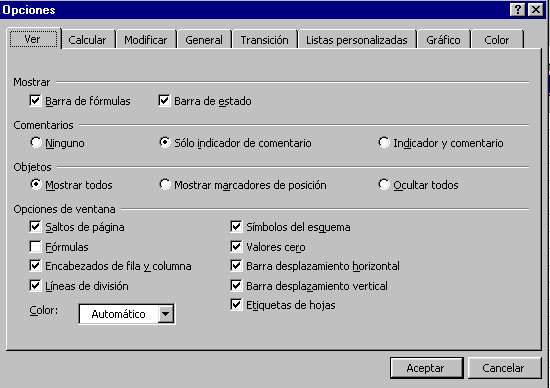 Opciones
Ver Calcular Modificar General Transición Listas personalizadas Gráfico Color
Mostrar
Barra de fórmulas Barra de estado
Comentarios
Ninguno Sólo indicador de comentario Indicador y comentario
Objetos
Mostrar todos Mostrar marcadores de posición Ocultar todos
Opciones de ventana
Saltos de página Símbolos del esquema
Fórmulas Valores cero
Encabezados de fila y columna Barra desplazamiento horizontal
Líneas de división Barra desplazamiento vertical
Color: Automático Etiquetas de hojas
Aceptar Cancelar